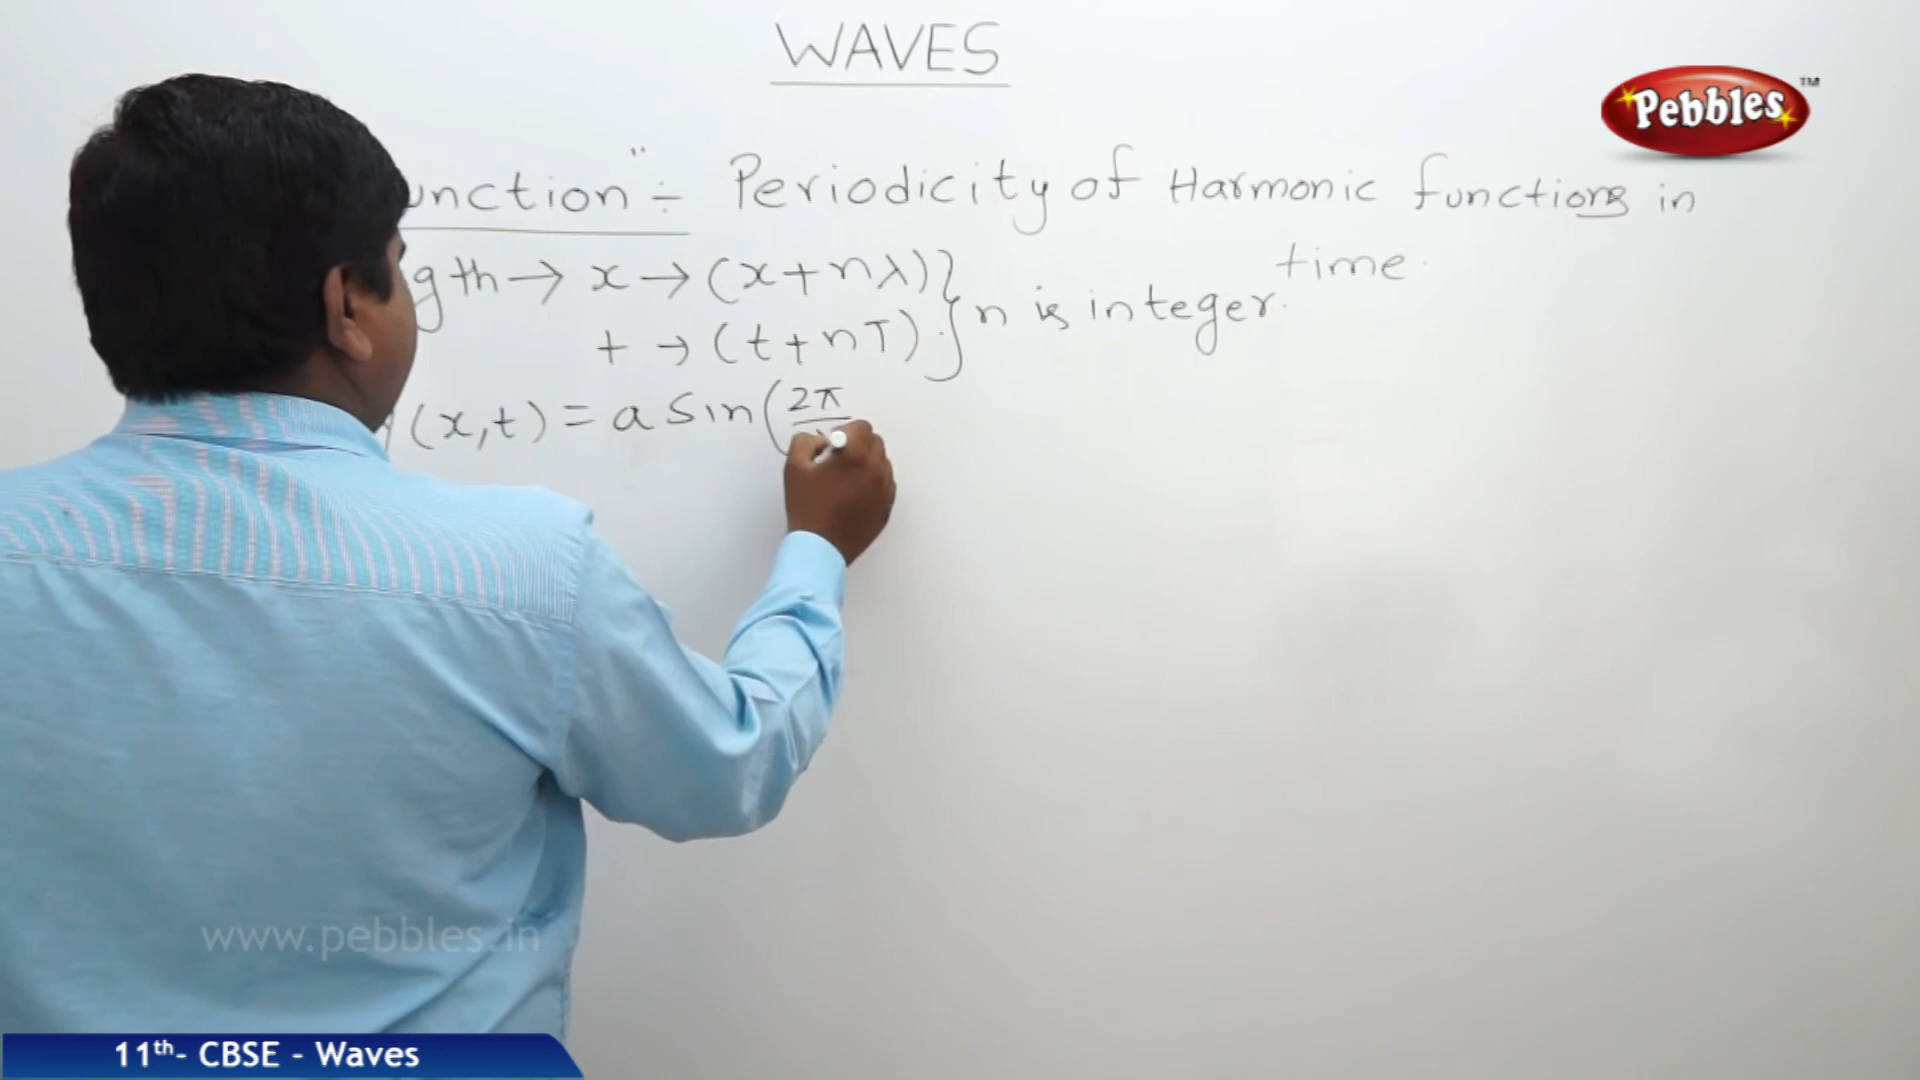 WAVES
Pebbles TM
unction" :- Periodicity of Harmonic functions in
time.
gth → x → (x+nλ)}
t → (t+nT).} n is integer.
(x,t) = a sin(2π
www.pebbles.in
11th- CBSE - Waves